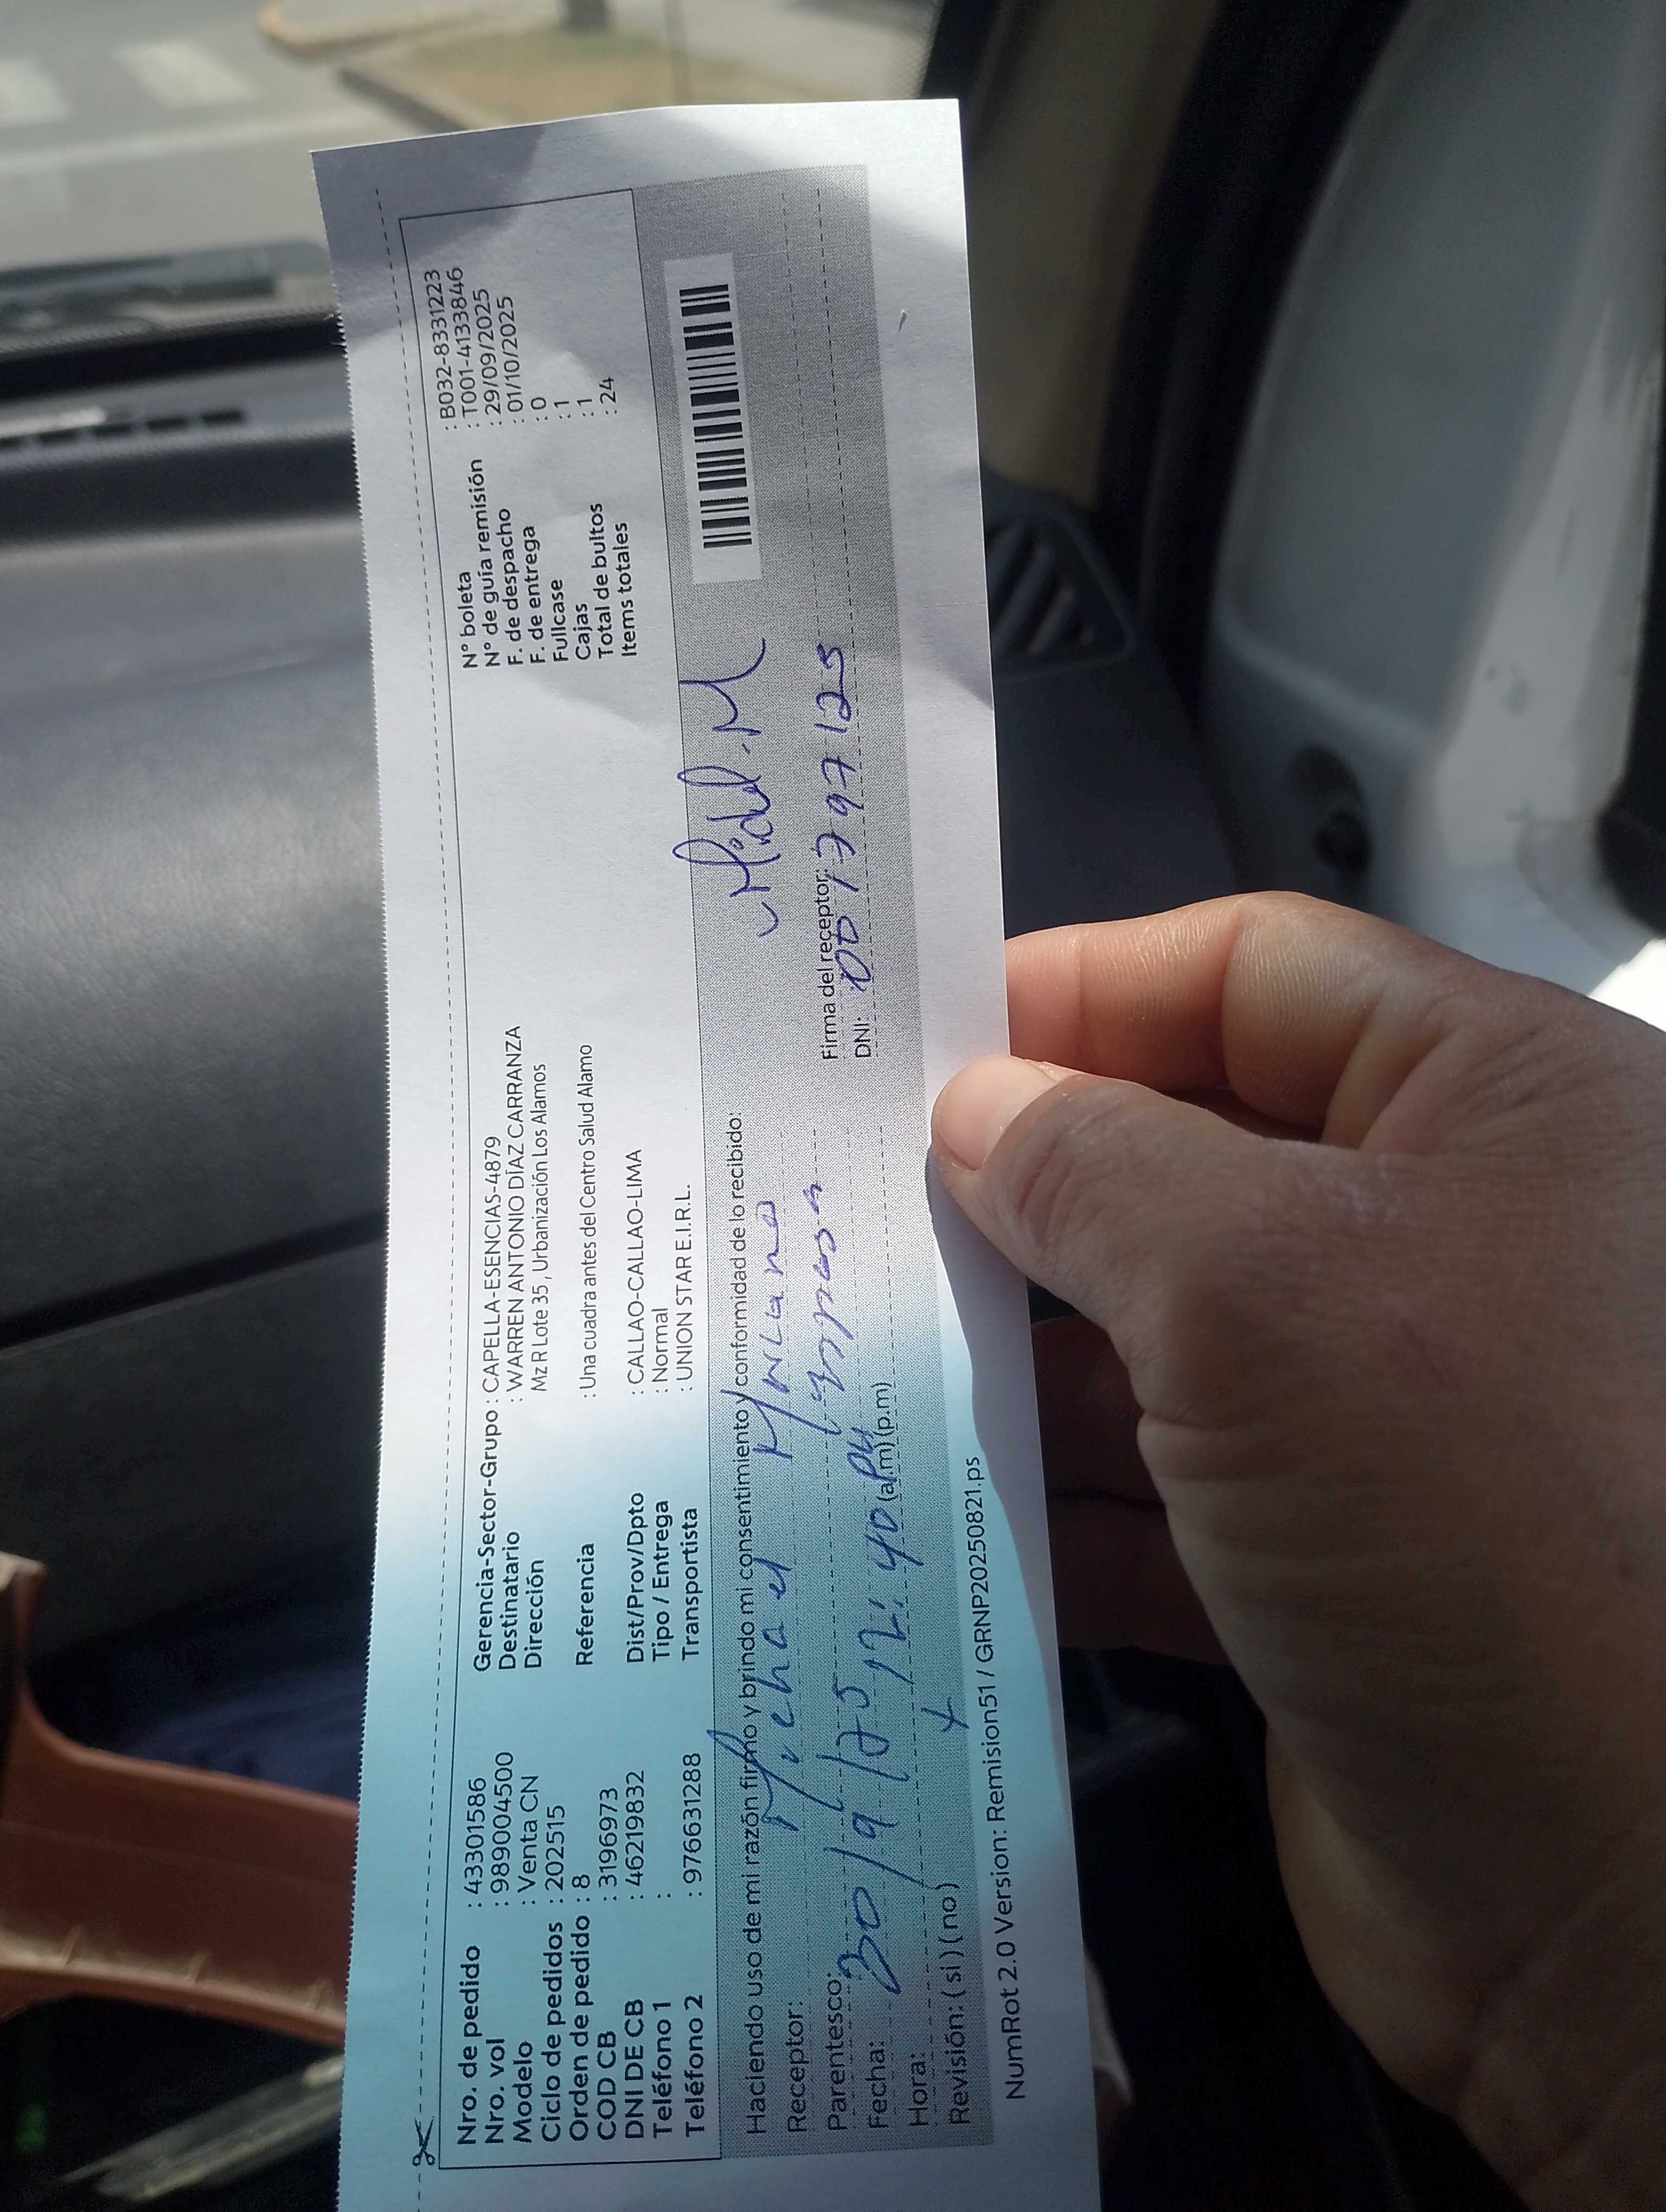 Nro. de pedido : 43301586
Nro. vol : 989004500
Modelo : Venta CN
Ciclo de pedidos : 202515
Orden de pedido : 8
COD CB : 3196973
DNI DE CB : 46219832
Teléfono 1 :
Teléfono 2 : 976631288
Gerencia-Sector-Grupo : CAPELLA-ESENCIAS-4879
Destinatario : WARREN ANTONIO DÍAZ CARRANZA
Dirección Mz R Lote 35 , Urbanización Los Alamos
Referencia : Una cuadra antes del Centro Salud Alamo
Dist/Prov/Dpto : CALLAO-CALLAO-LIMA
Tipo / Entrega : Normal
Transportista : UNION STAR E.I.R.L.
N° boleta : B032-8331223
N° de guía remisión : T001-4133846
F. de despacho : 29/09/2025
F. de entrega : 01/10/2025
Fullcase : 0
Cajas : 1
Total de bultos : 1
Items totales : 24
Haciendo uso de mi razón firmo y brindo mi consentimiento y conformidad de lo recibido:
Receptor: Michael
Parentesco:
Fecha: 30/9/25
Hora: 12:40 PM (a.m) (p.m)
Revisión: ( si ) ( no )
Firma del receptor:
DNI:
NumRot 2.0 Version: Remision51 / GRNP20250821.ps